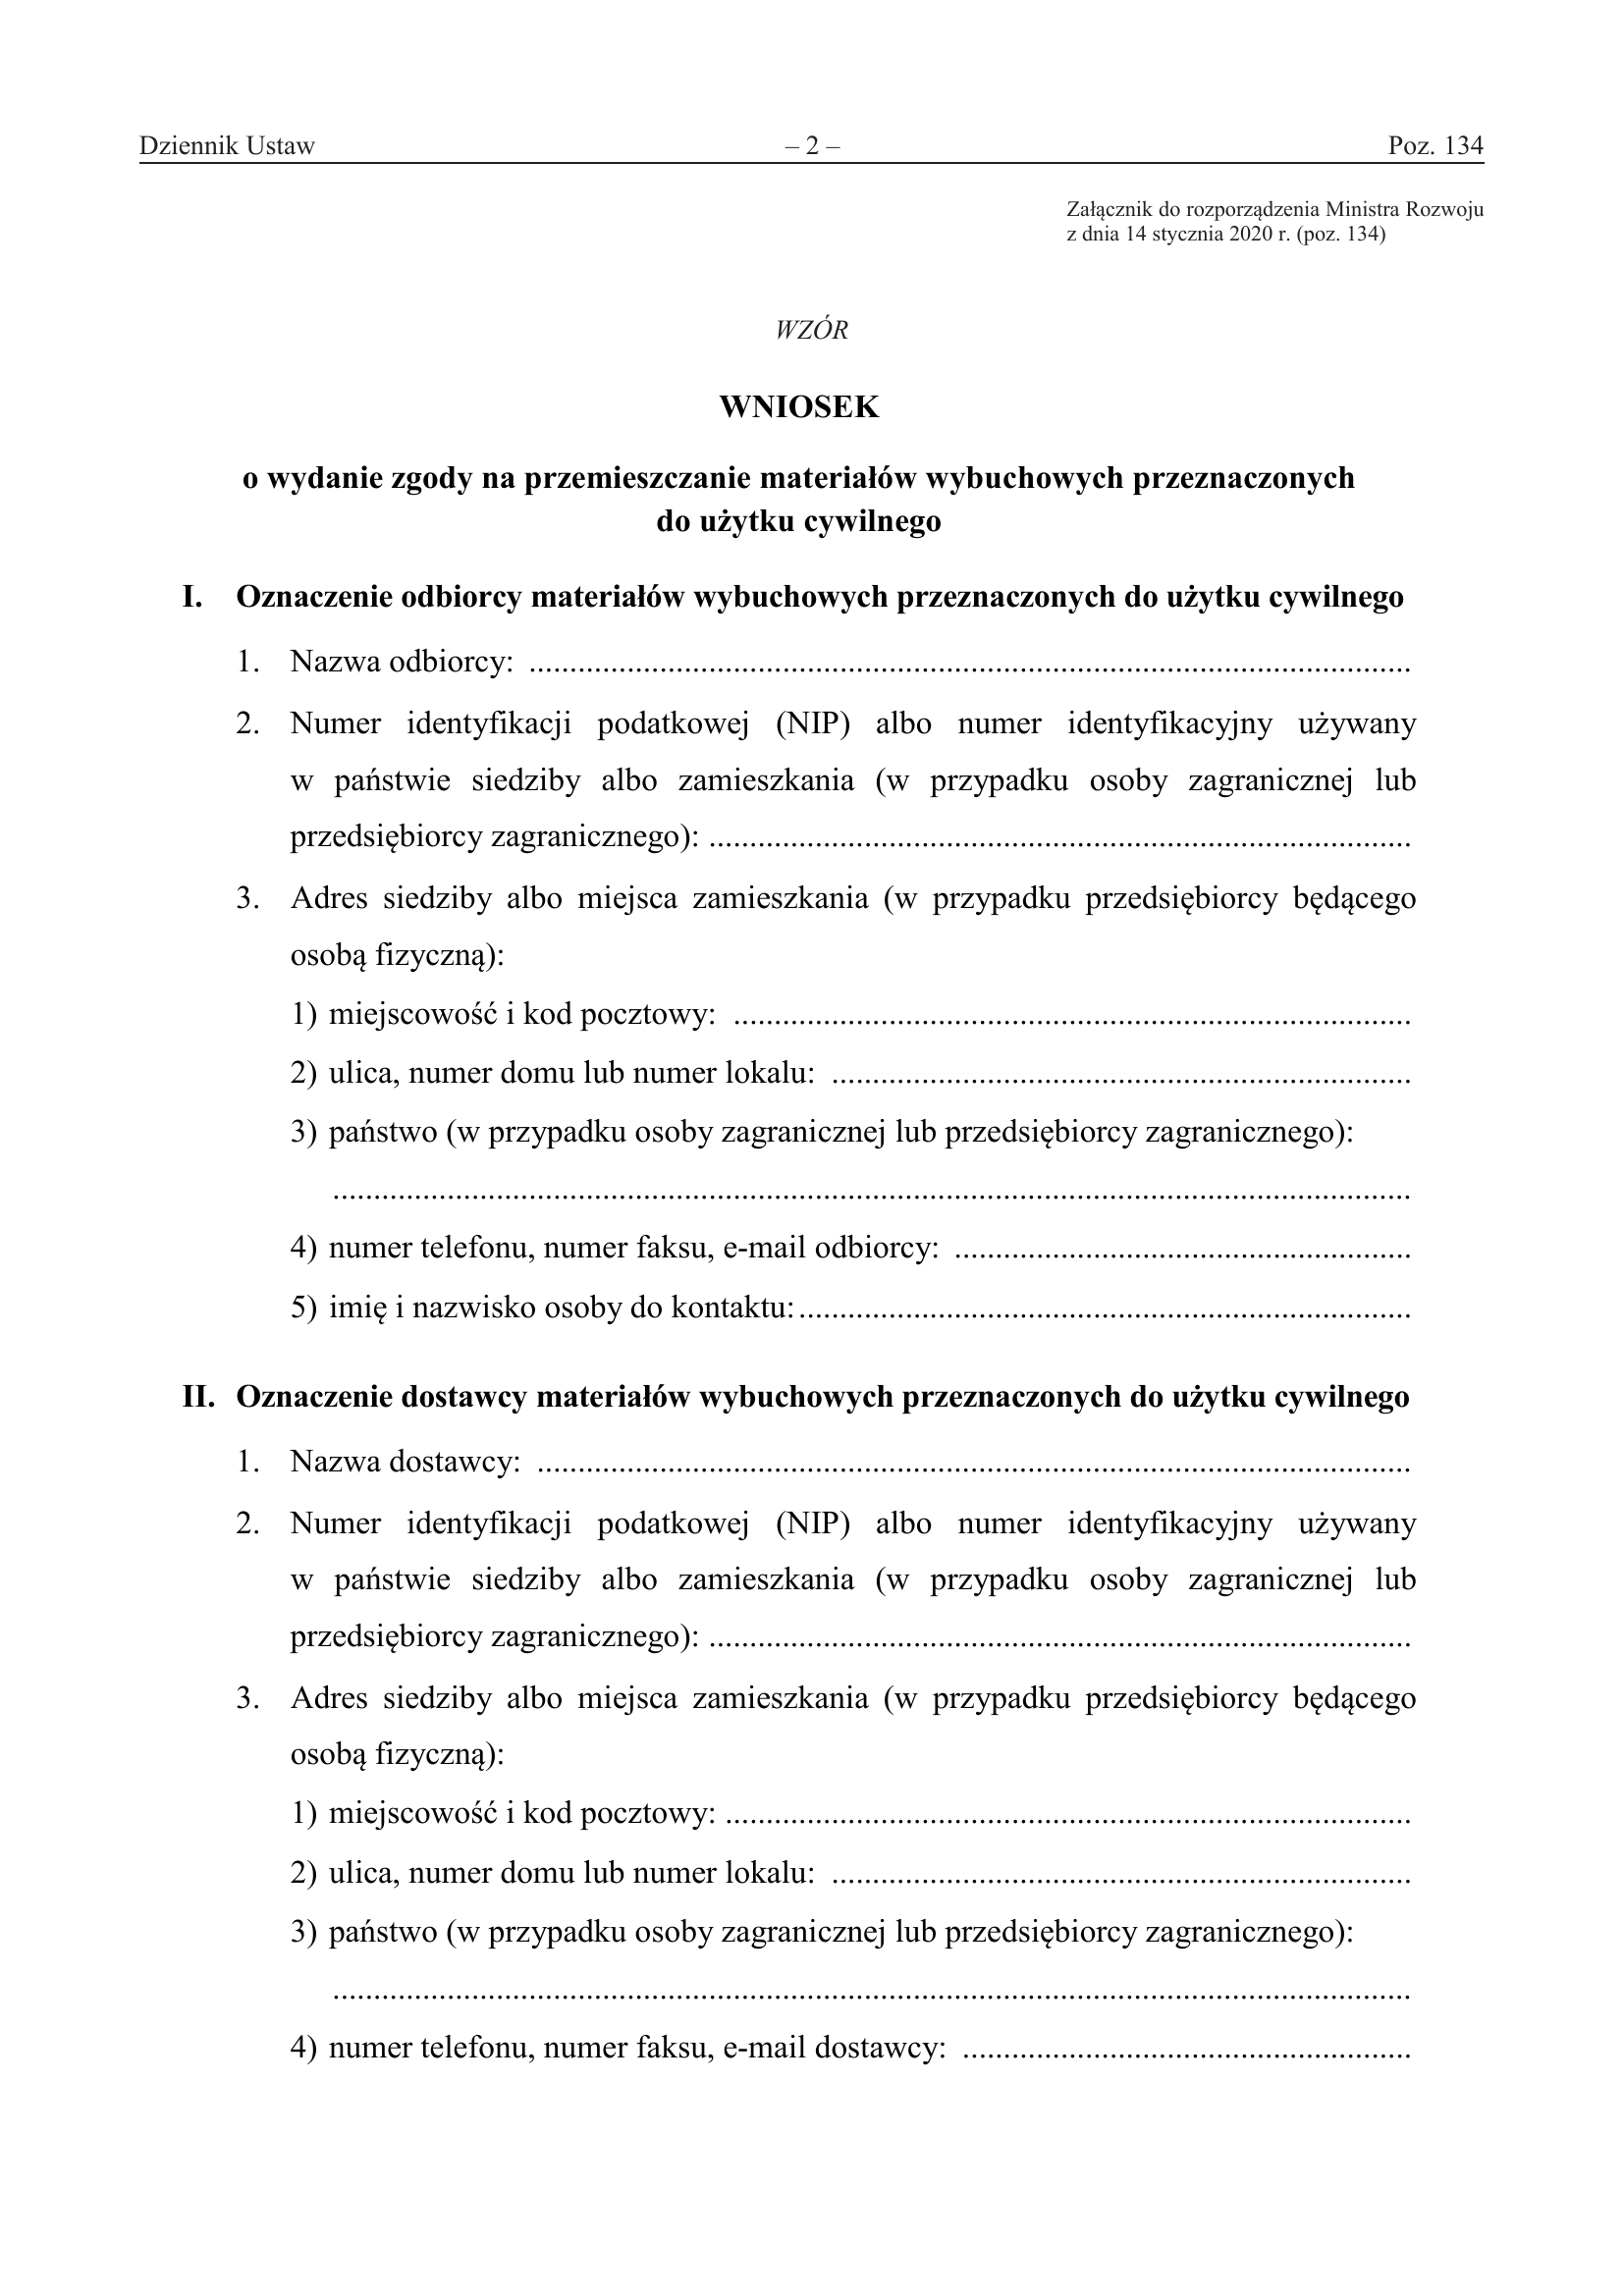 Dziennik Ustaw – 2 – Poz. 134
Załącznik do rozporządzenia Ministra Rozwoju
z dnia 14 stycznia 2020 r. (poz. 134)
WZÓR
WNIOSEK
o wydanie zgody na przemieszczanie materiałów wybuchowych przeznaczonych
do użytku cywilnego
I. Oznaczenie odbiorcy materiałów wybuchowych przeznaczonych do użytku cywilnego
1. Nazwa odbiorcy: ............................................................................................................
2. Numer identyfikacji podatkowej (NIP) albo numer identyfikacyjny używany
w państwie siedziby albo zamieszkania (w przypadku osoby zagranicznej lub
przedsiębiorcy zagranicznego): ......................................................................................
3. Adres siedziby albo miejsca zamieszkania (w przypadku przedsiębiorcy będącego
osobą fizyczną):
1) miejscowość i kod pocztowy: ...................................................................................
2) ulica, numer domu lub numer lokalu: .......................................................................
3) państwo (w przypadku osoby zagranicznej lub przedsiębiorcy zagranicznego):
....................................................................................................................................
4) numer telefonu, numer faksu, e-mail odbiorcy: ........................................................
5) imię i nazwisko osoby do kontaktu:...........................................................................
II. Oznaczenie dostawcy materiałów wybuchowych przeznaczonych do użytku cywilnego
1. Nazwa dostawcy: ...........................................................................................................
2. Numer identyfikacji podatkowej (NIP) albo numer identyfikacyjny używany
w państwie siedziby albo zamieszkania (w przypadku osoby zagranicznej lub
przedsiębiorcy zagranicznego): ......................................................................................
3. Adres siedziby albo miejsca zamieszkania (w przypadku przedsiębiorcy będącego
osobą fizyczną):
1) miejscowość i kod pocztowy: ....................................................................................
2) ulica, numer domu lub numer lokalu: .......................................................................
3) państwo (w przypadku osoby zagranicznej lub przedsiębiorcy zagranicznego):
....................................................................................................................................
4) numer telefonu, numer faksu, e-mail dostawcy: .......................................................